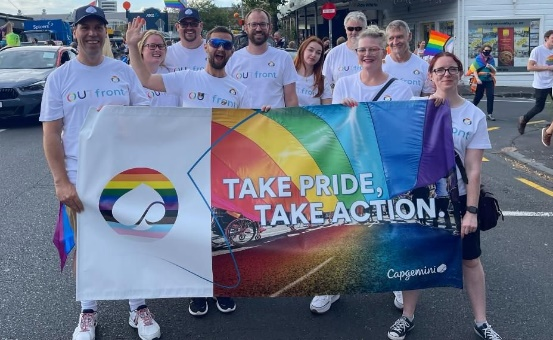 OUT front
OUT front
OUT front
TAKE PRIDE,
TAKE ACTION.
Capgemini